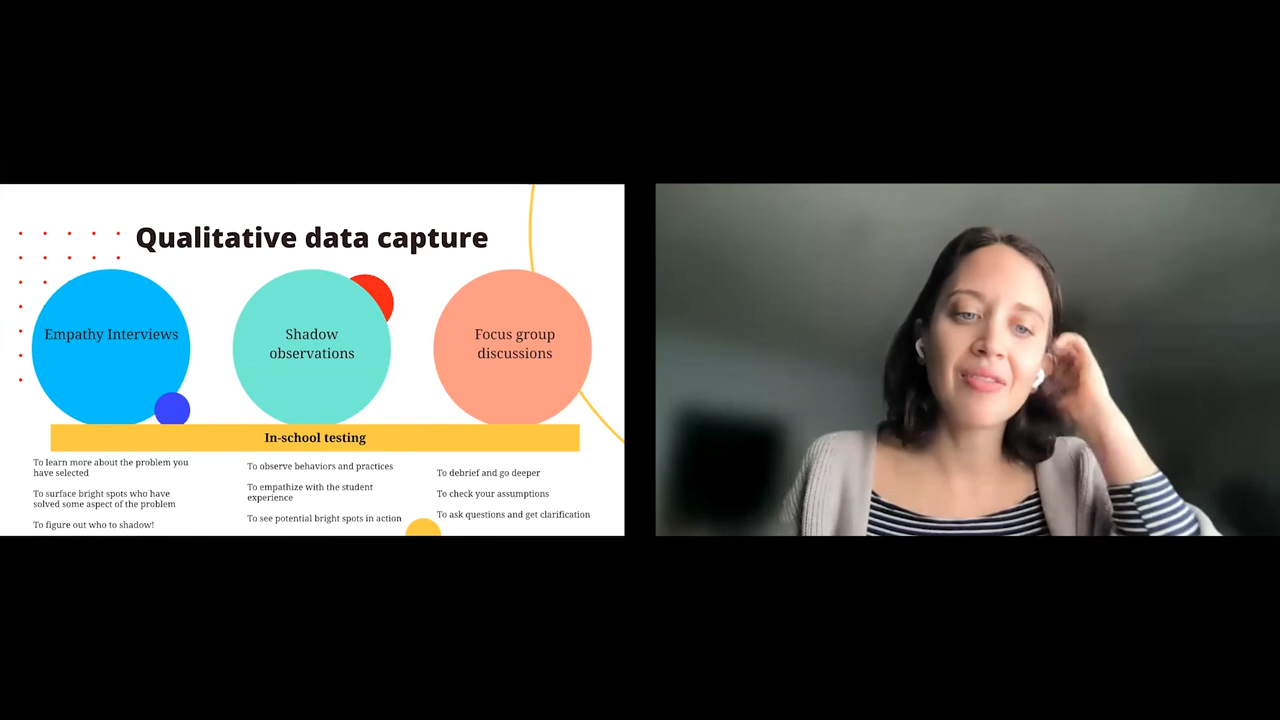 Qualitative data capture
Empathy Interviews
Shadow
observations
Focus group
discussions
In-school testing
To learn more about the problem you
have selected
To surface bright spots who have
solved some aspect of the problem
To figure out who to shadow!
To observe behaviors and practices
To empathize with the student
experience
To see potential bright spots in action
To debrief and go deeper
To check your assumptions
To ask questions and get clarification